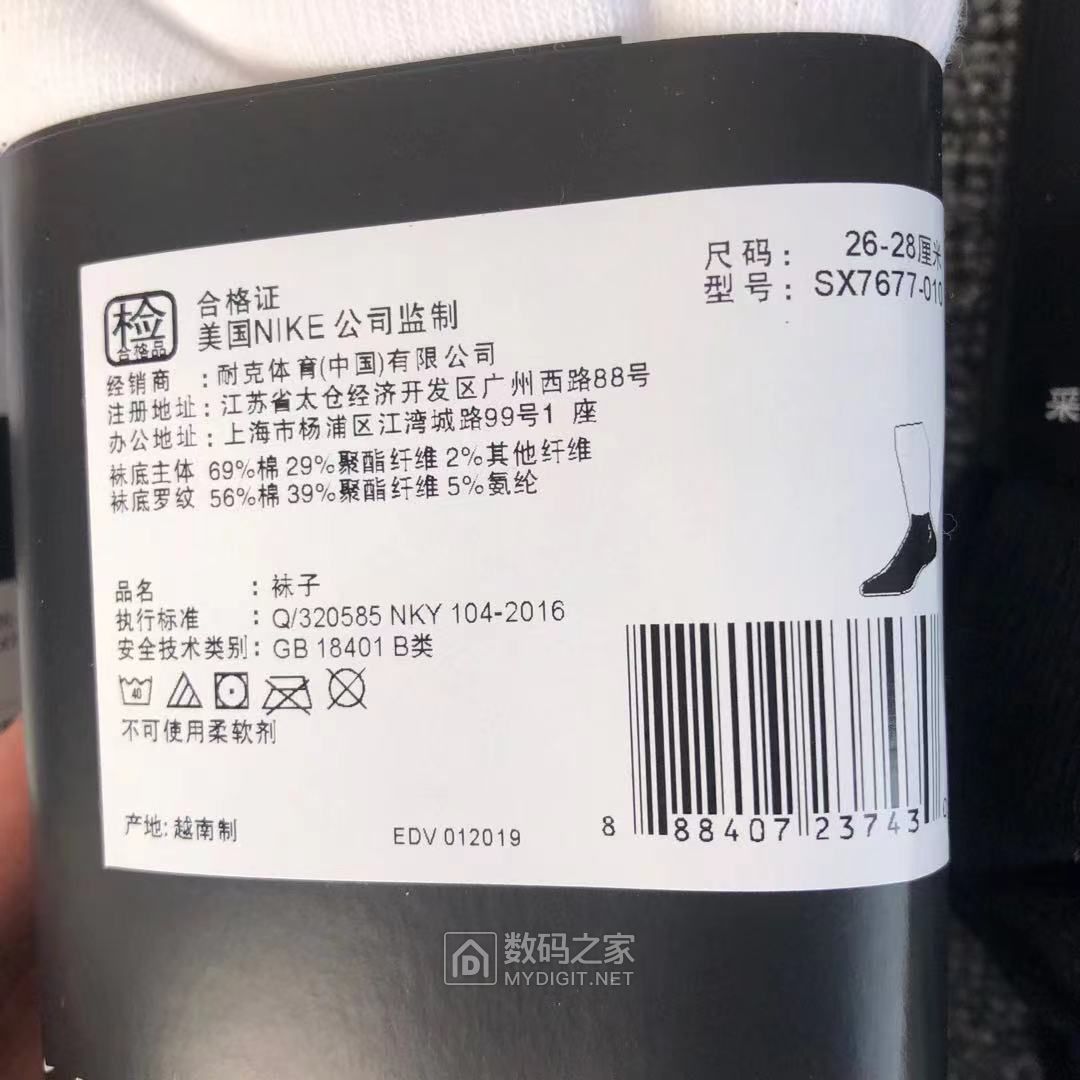 尺码: 26-28厘米
型号: SX7677-010
检
合格品
合格证
美国NIKE公司监制
经销商 :耐克体育(中国)有限公司
注册地址:江苏省太仓经济开发区广州西路88号
办公地址:上海市杨浦区江湾城路99号1 座
袜底主体 69%棉 29%聚酯纤维 2%其他纤维
袜底罗纹 56%棉 39%聚酯纤维 5%氨纶
品名 : 袜子
执行标准 : Q/320585 NKY 104-2016
安全技术类别: GB 18401 B类
40
不可使用柔软剂
产地: 越南制
EDV 012019
8 88407 23743
采
数码之家
MYDIGIT.NET